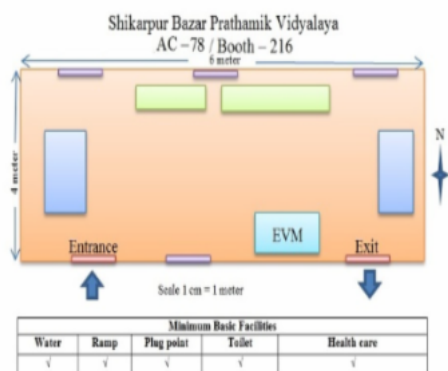 Shikarpur Bazar Prathamik Vidyalaya
AC –78 / Booth – 216
6 meter
4 meter
N
EVM
Entrance
Exit
Scale 1 cm = 1 meter
Minimum Basic Facilities
Water Ramp Plug point Toilet Health care
√ √ √ √ √